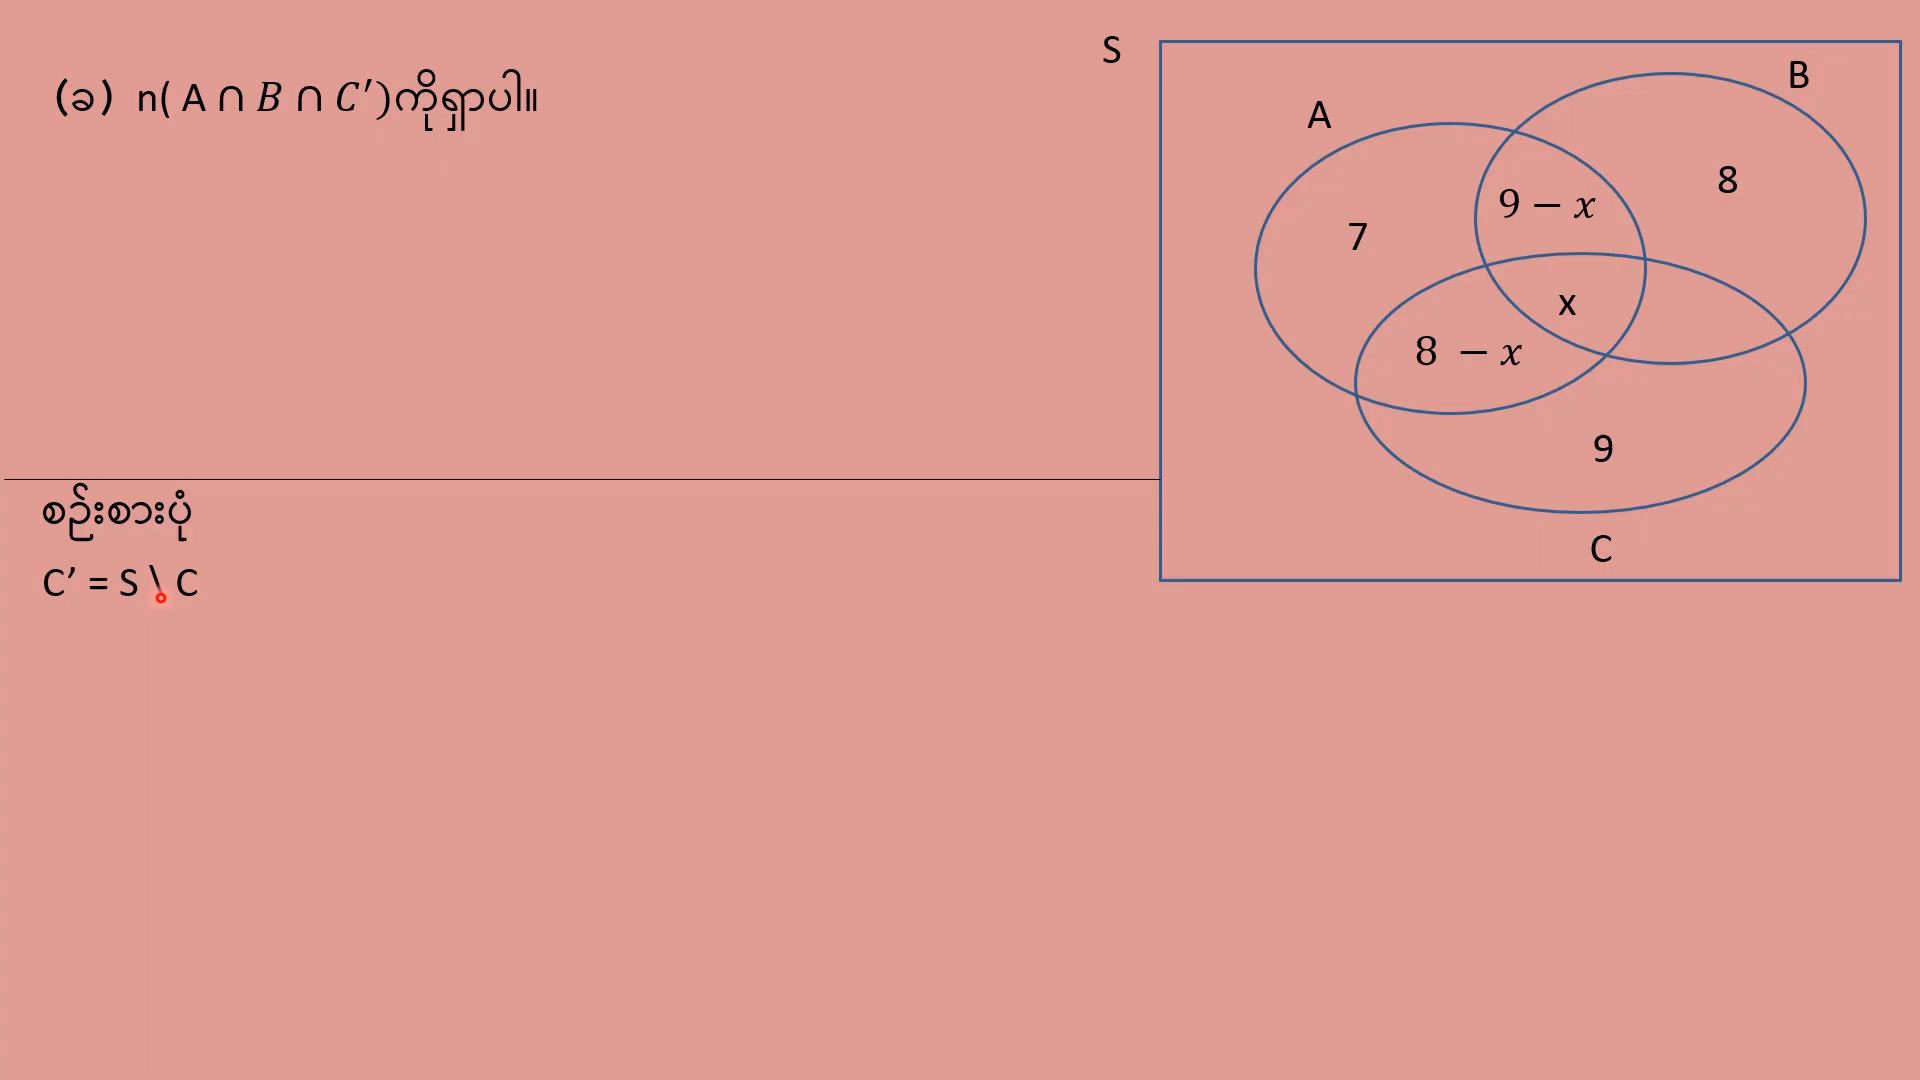 (ခ) n( A ∩ B ∩ C′)ကိုရှာပါ။
S
B
A
8
9 − x
7
x
8 − x
9
C
စဉ်းစားပုံ
C’ = S \ C